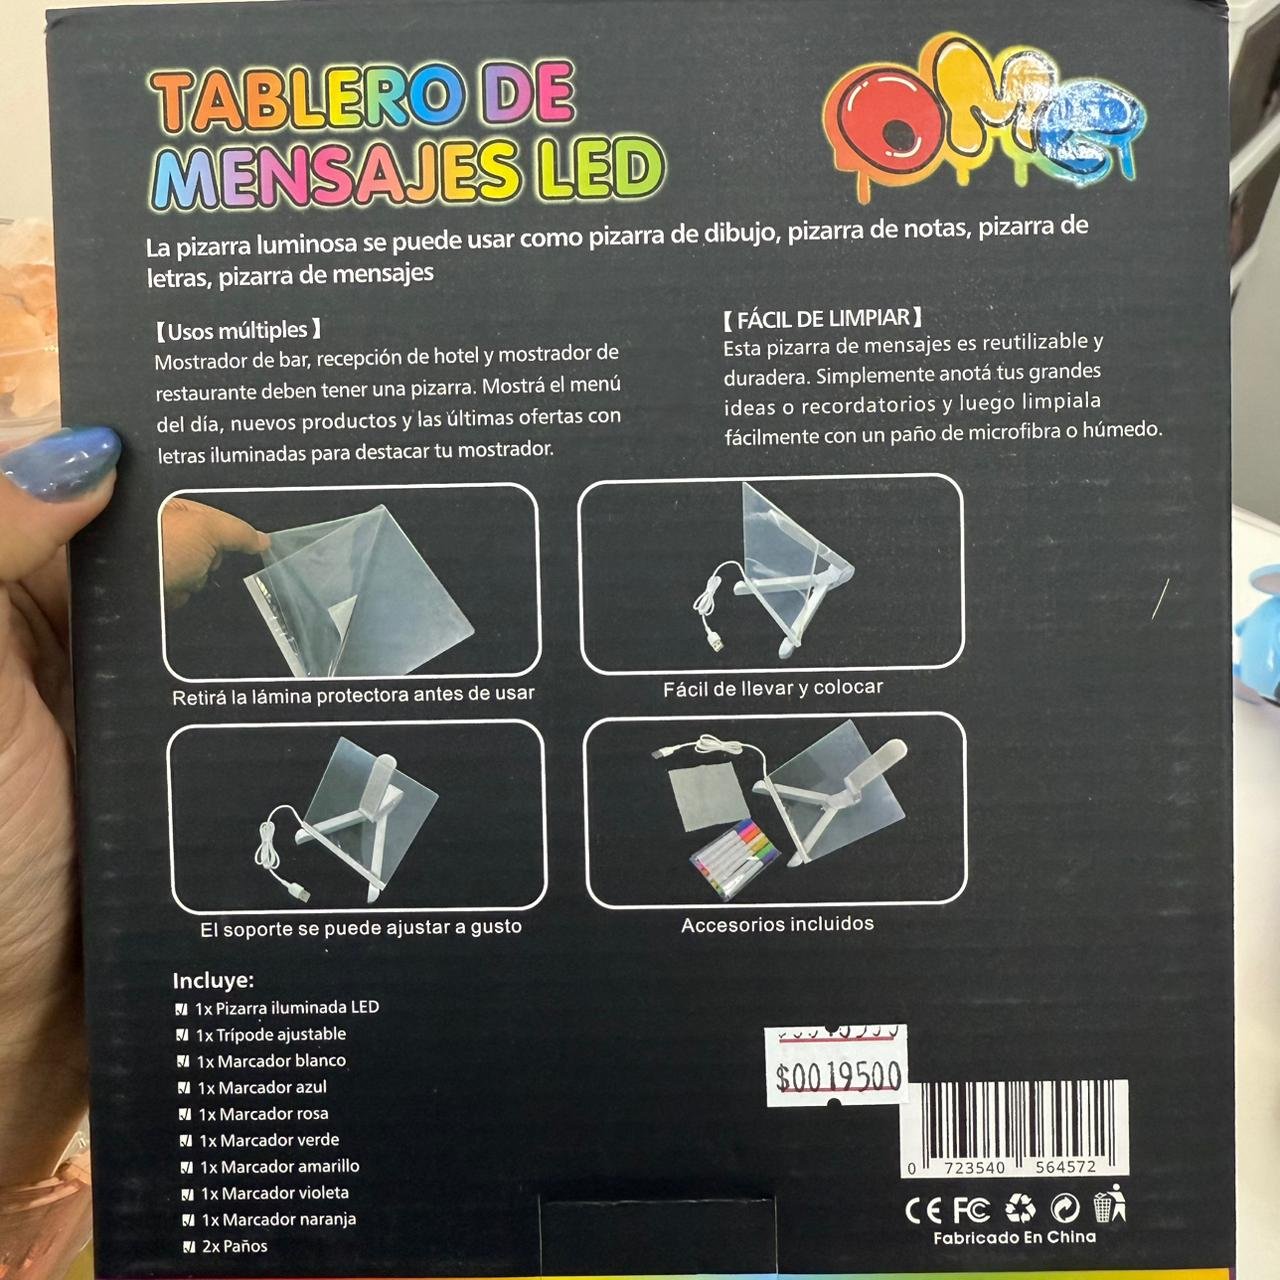 TABLERO DE
MENSAJES LED
OMG
La pizarra luminosa se puede usar como pizarra de dibujo, pizarra de notas, pizarra de
letras, pizarra de mensajes
【Usos múltiples】
Mostrador de bar, recepción de hotel y mostrador de
restaurante deben tener una pizarra. Mostrá el menú
del día, nuevos productos y las últimas ofertas con
letras iluminadas para destacar tu mostrador.
【FÁCIL DE LIMPIAR】
Esta pizarra de mensajes es reutilizable y
duradera. Simplemente anotá tus grandes
ideas o recordatorios y luego limpiala
fácilmente con un paño de microfibra o húmedo.
Retirá la lámina protectora antes de usar
Fácil de llevar y colocar
El soporte se puede ajustar a gusto
Accesorios incluidos
Incluye:
1x Pizarra iluminada LED
1x Trípode ajustable
1x Marcador blanco
1x Marcador azul
1x Marcador rosa
1x Marcador verde
1x Marcador amarillo
1x Marcador violeta
1x Marcador naranja
2x Paños
$0019500
0 723540 564572
CE FC
Fabricado En China